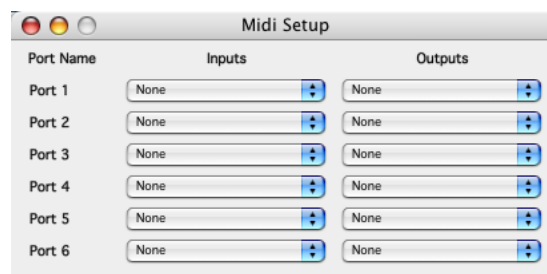 Midi Setup
Port Name Inputs Outputs
Port 1 None None
Port 2 None None
Port 3 None None
Port 4 None None
Port 5 None None
Port 6 None None